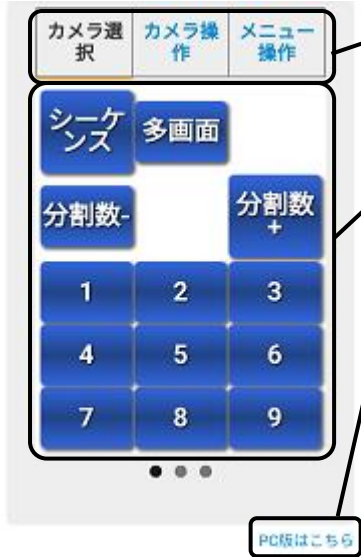 カメラ選
択
カメラ操
作
メニュー
操作
シーケ
ンス
多画面
分割数-
分割数
+
1 2 3
4 5 6
7 8 9
PC版はこちら